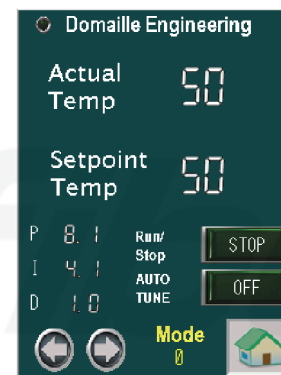 Domaille Engineering
Actual
Temp
50
Setpoint
Temp
50
P 8.1
I 4.1
D 1.0
Run/
Stop
STOP
AUTO
TUNE
OFF
Mode
0